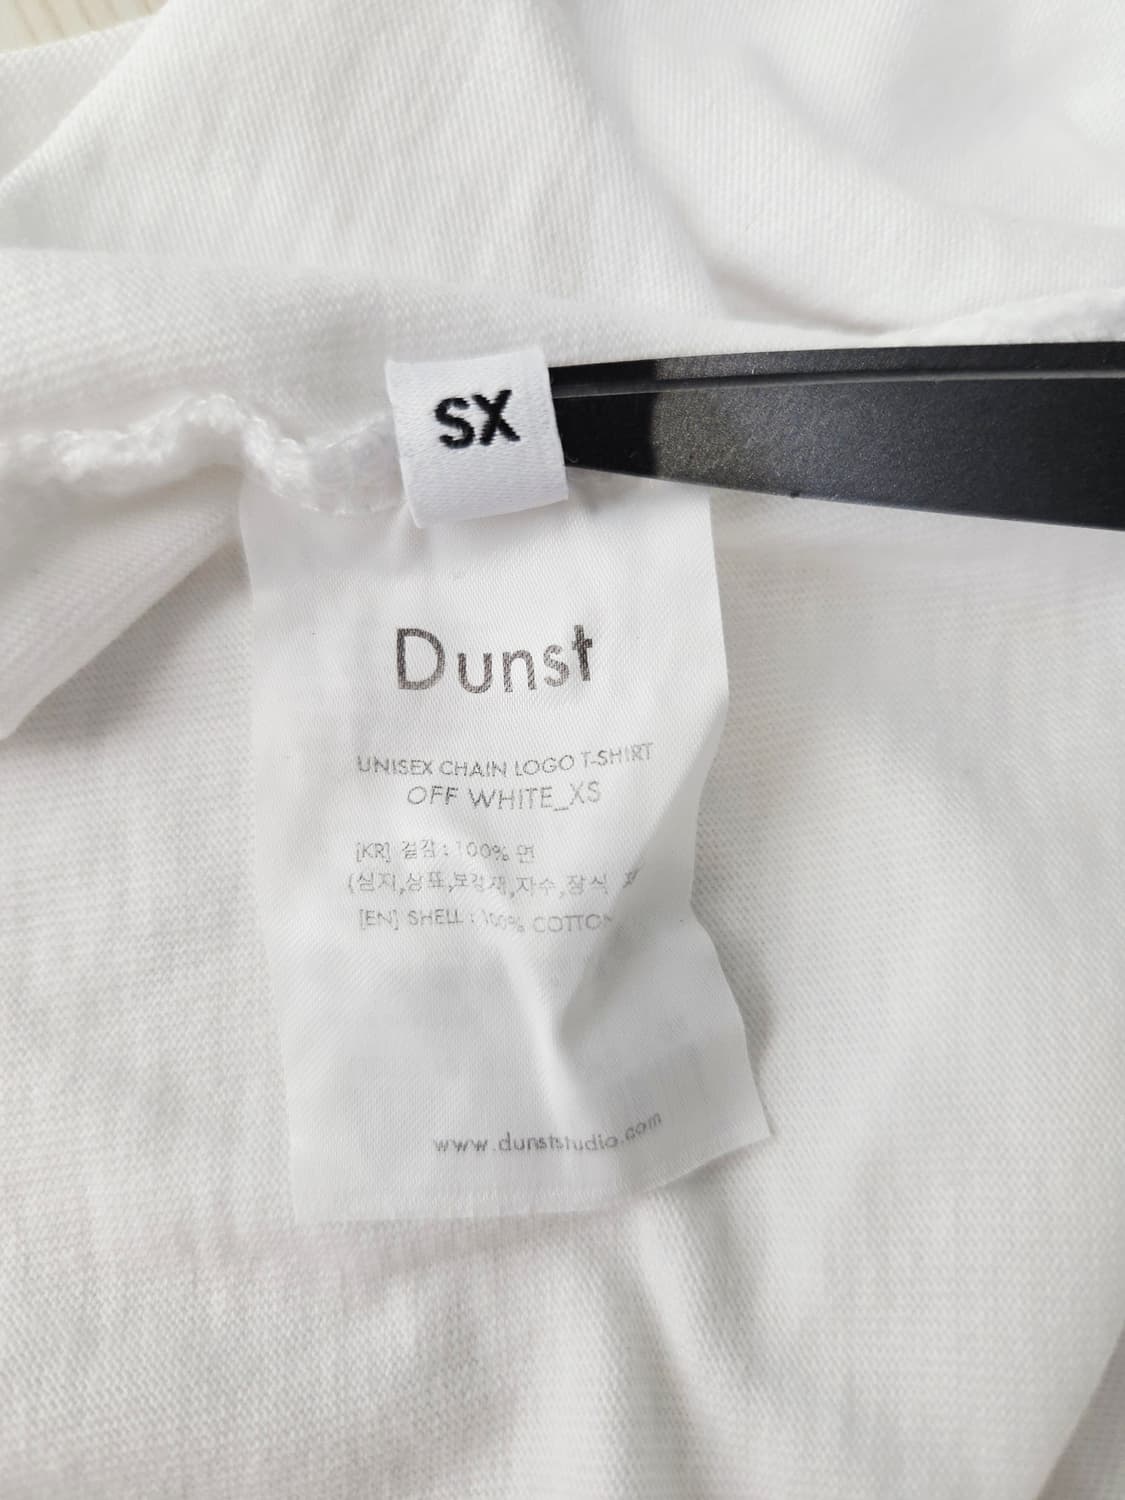 SX
Dunst
UNISEX CHAIN LOGO T-SHIRT
OFF WHITE_XS
[KR] 겉감 : 100% 면
(심지,상표,보강재,자수,장식
[EN] SHELL : 100% COTTON
www.dunststudio.com